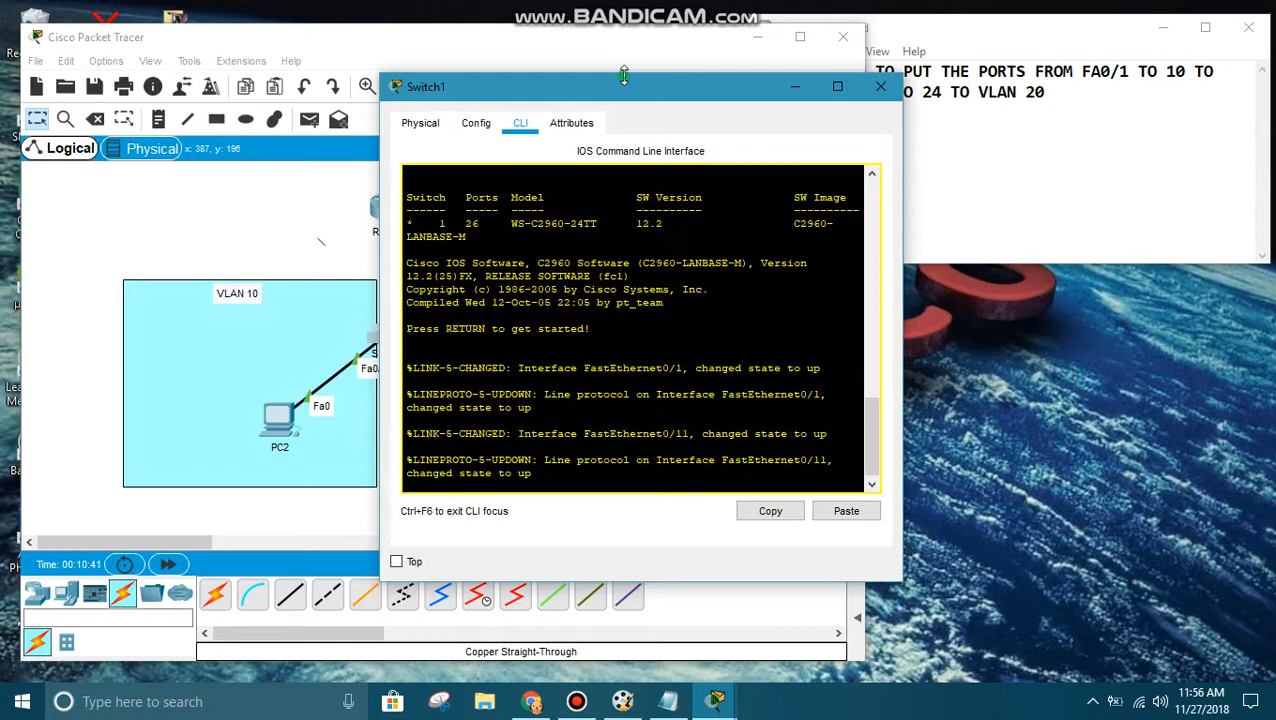 www.BANDICAM.com
Cisco Packet Tracer
File Edit Options View Tools Extensions Help
View Help
TO PUT THE PORTS FROM FA0/1 TO 10 TO
O 24 TO VLAN 20
Switch1
Physical Config CLI Attributes
Logical Physical x: 387, y: 196
IOS Command Line Interface
Switch Ports Model SW Version SW Image
------ ----- ----- ---------- ----------
* 1 26 WS-C2960-24TT 12.2 C2960-
LANBASE-M
Cisco IOS Software, C2960 Software (C2960-LANBASE-M), Version
12.2(25)FX, RELEASE SOFTWARE (fc1)
Copyright (c) 1986-2005 by Cisco Systems, Inc.
Compiled Wed 12-Oct-05 22:05 by pt_team
Press RETURN to get started!
%LINK-5-CHANGED: Interface FastEthernet0/1, changed state to up
%LINEPROTO-5-UPDOWN: Line protocol on Interface FastEthernet0/1,
changed state to up
%LINK-5-CHANGED: Interface FastEthernet0/11, changed state to up
%LINEPROTO-5-UPDOWN: Line protocol on Interface FastEthernet0/11,
changed state to up
Ctrl+F6 to exit CLI focus
Copy Paste
Top
VLAN 10
Fa0
PC2
Time: 00:10:41
Copper Straight-Through
Type here to search
11:56 AM
11/27/2018